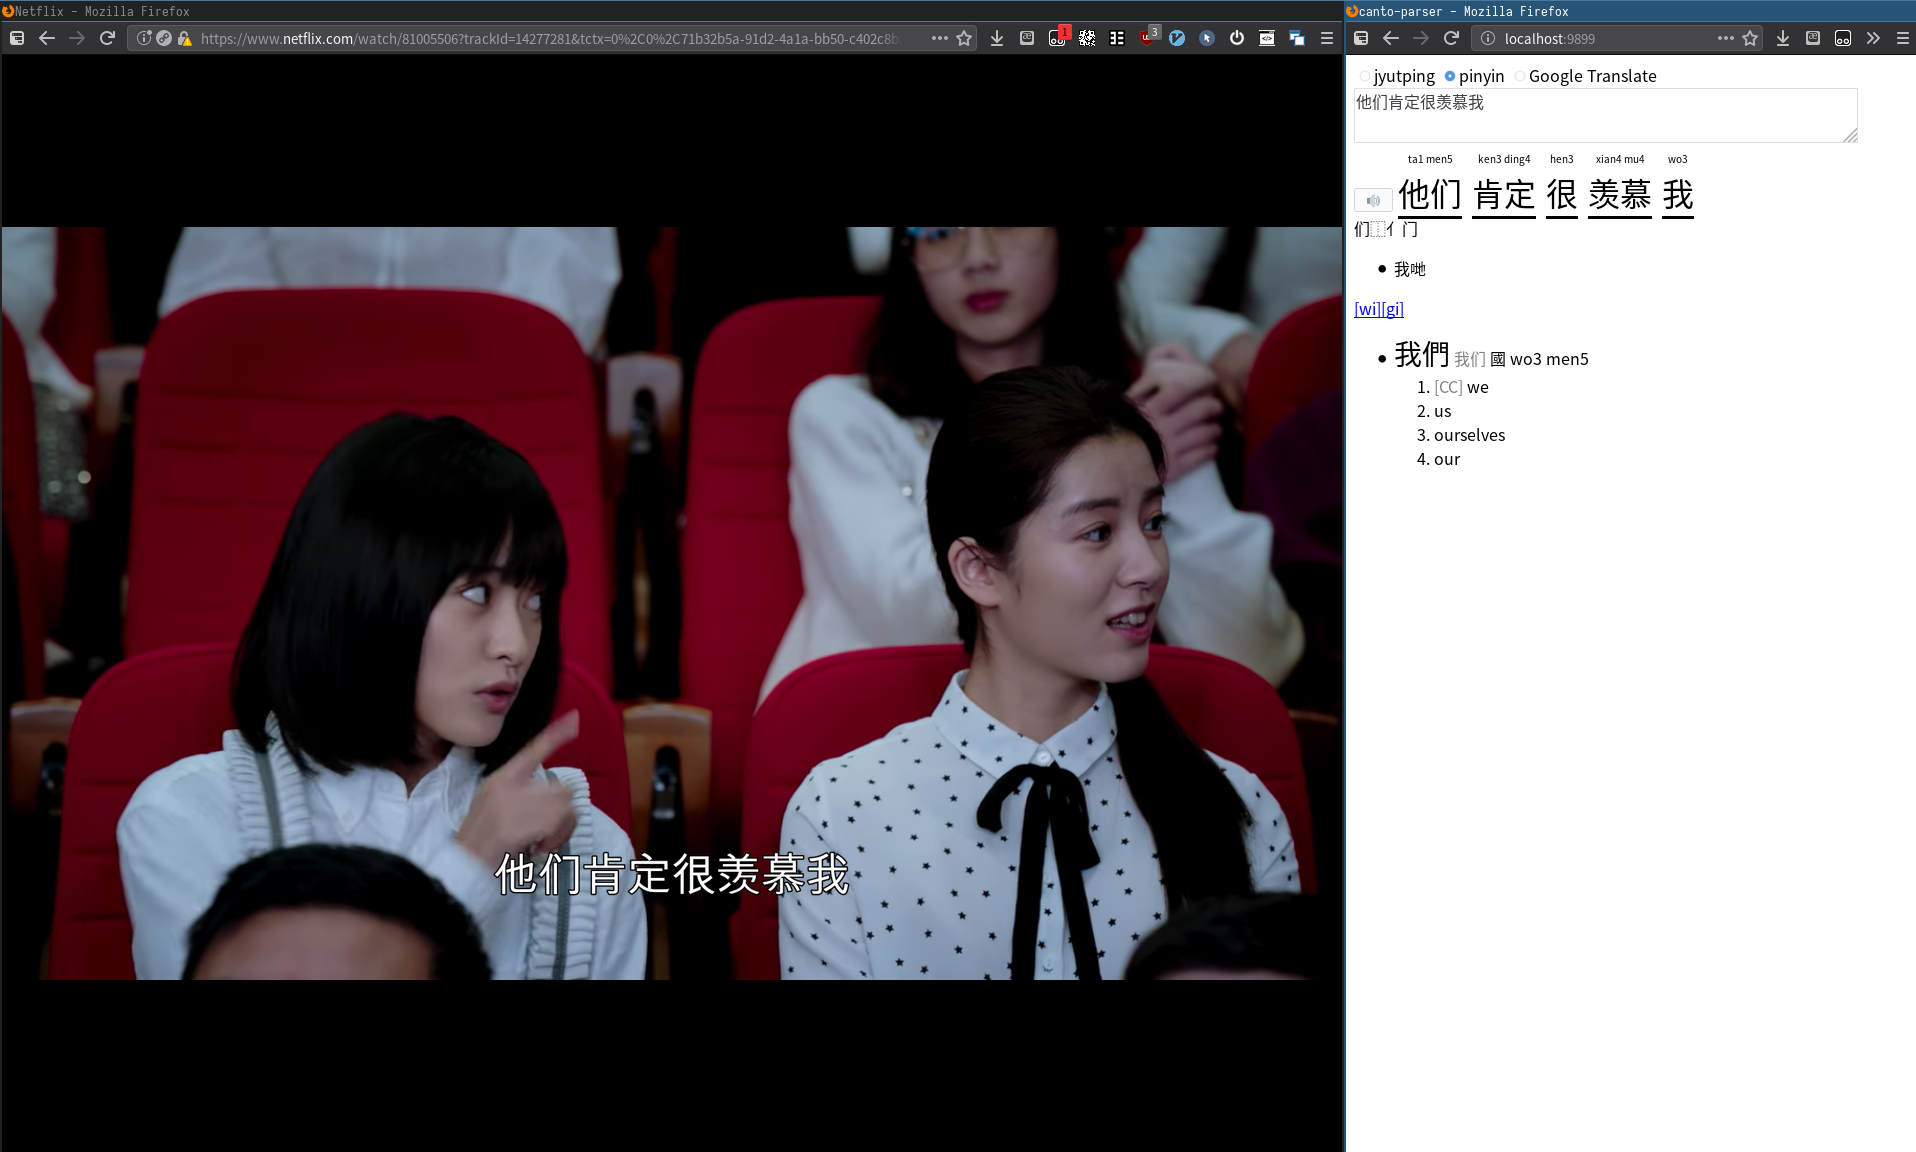 Netflix - Mozilla Firefox
https://www.netflix.com/watch/81005506?trackId=14277281&tctx=0%2C0%2C71b32b5a-91d2-4a1a-bb50-c402c8b
1
3
他们肯定很羡慕我
canto-parser - Mozilla Firefox
localhost:9899
jyutping pinyin Google Translate
他们肯定很羡慕我
ta1 men5 ken3 ding4 hen3 xian4 mu4 wo3
他们 肯定 很 羡慕 我
们⿰亻门
我哋
[wi][gi]
我們 我们 國 wo3 men5
1. [CC] we
2. us
3. ourselves
4. our